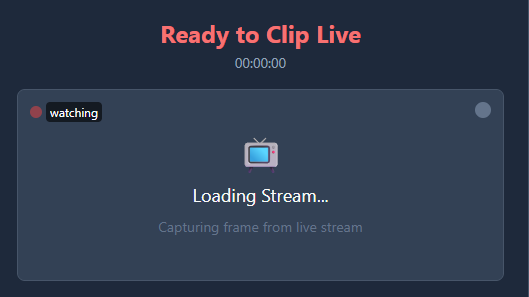 Ready to Clip Live
00:00:00
watching
Loading Stream...
Capturing frame from live stream